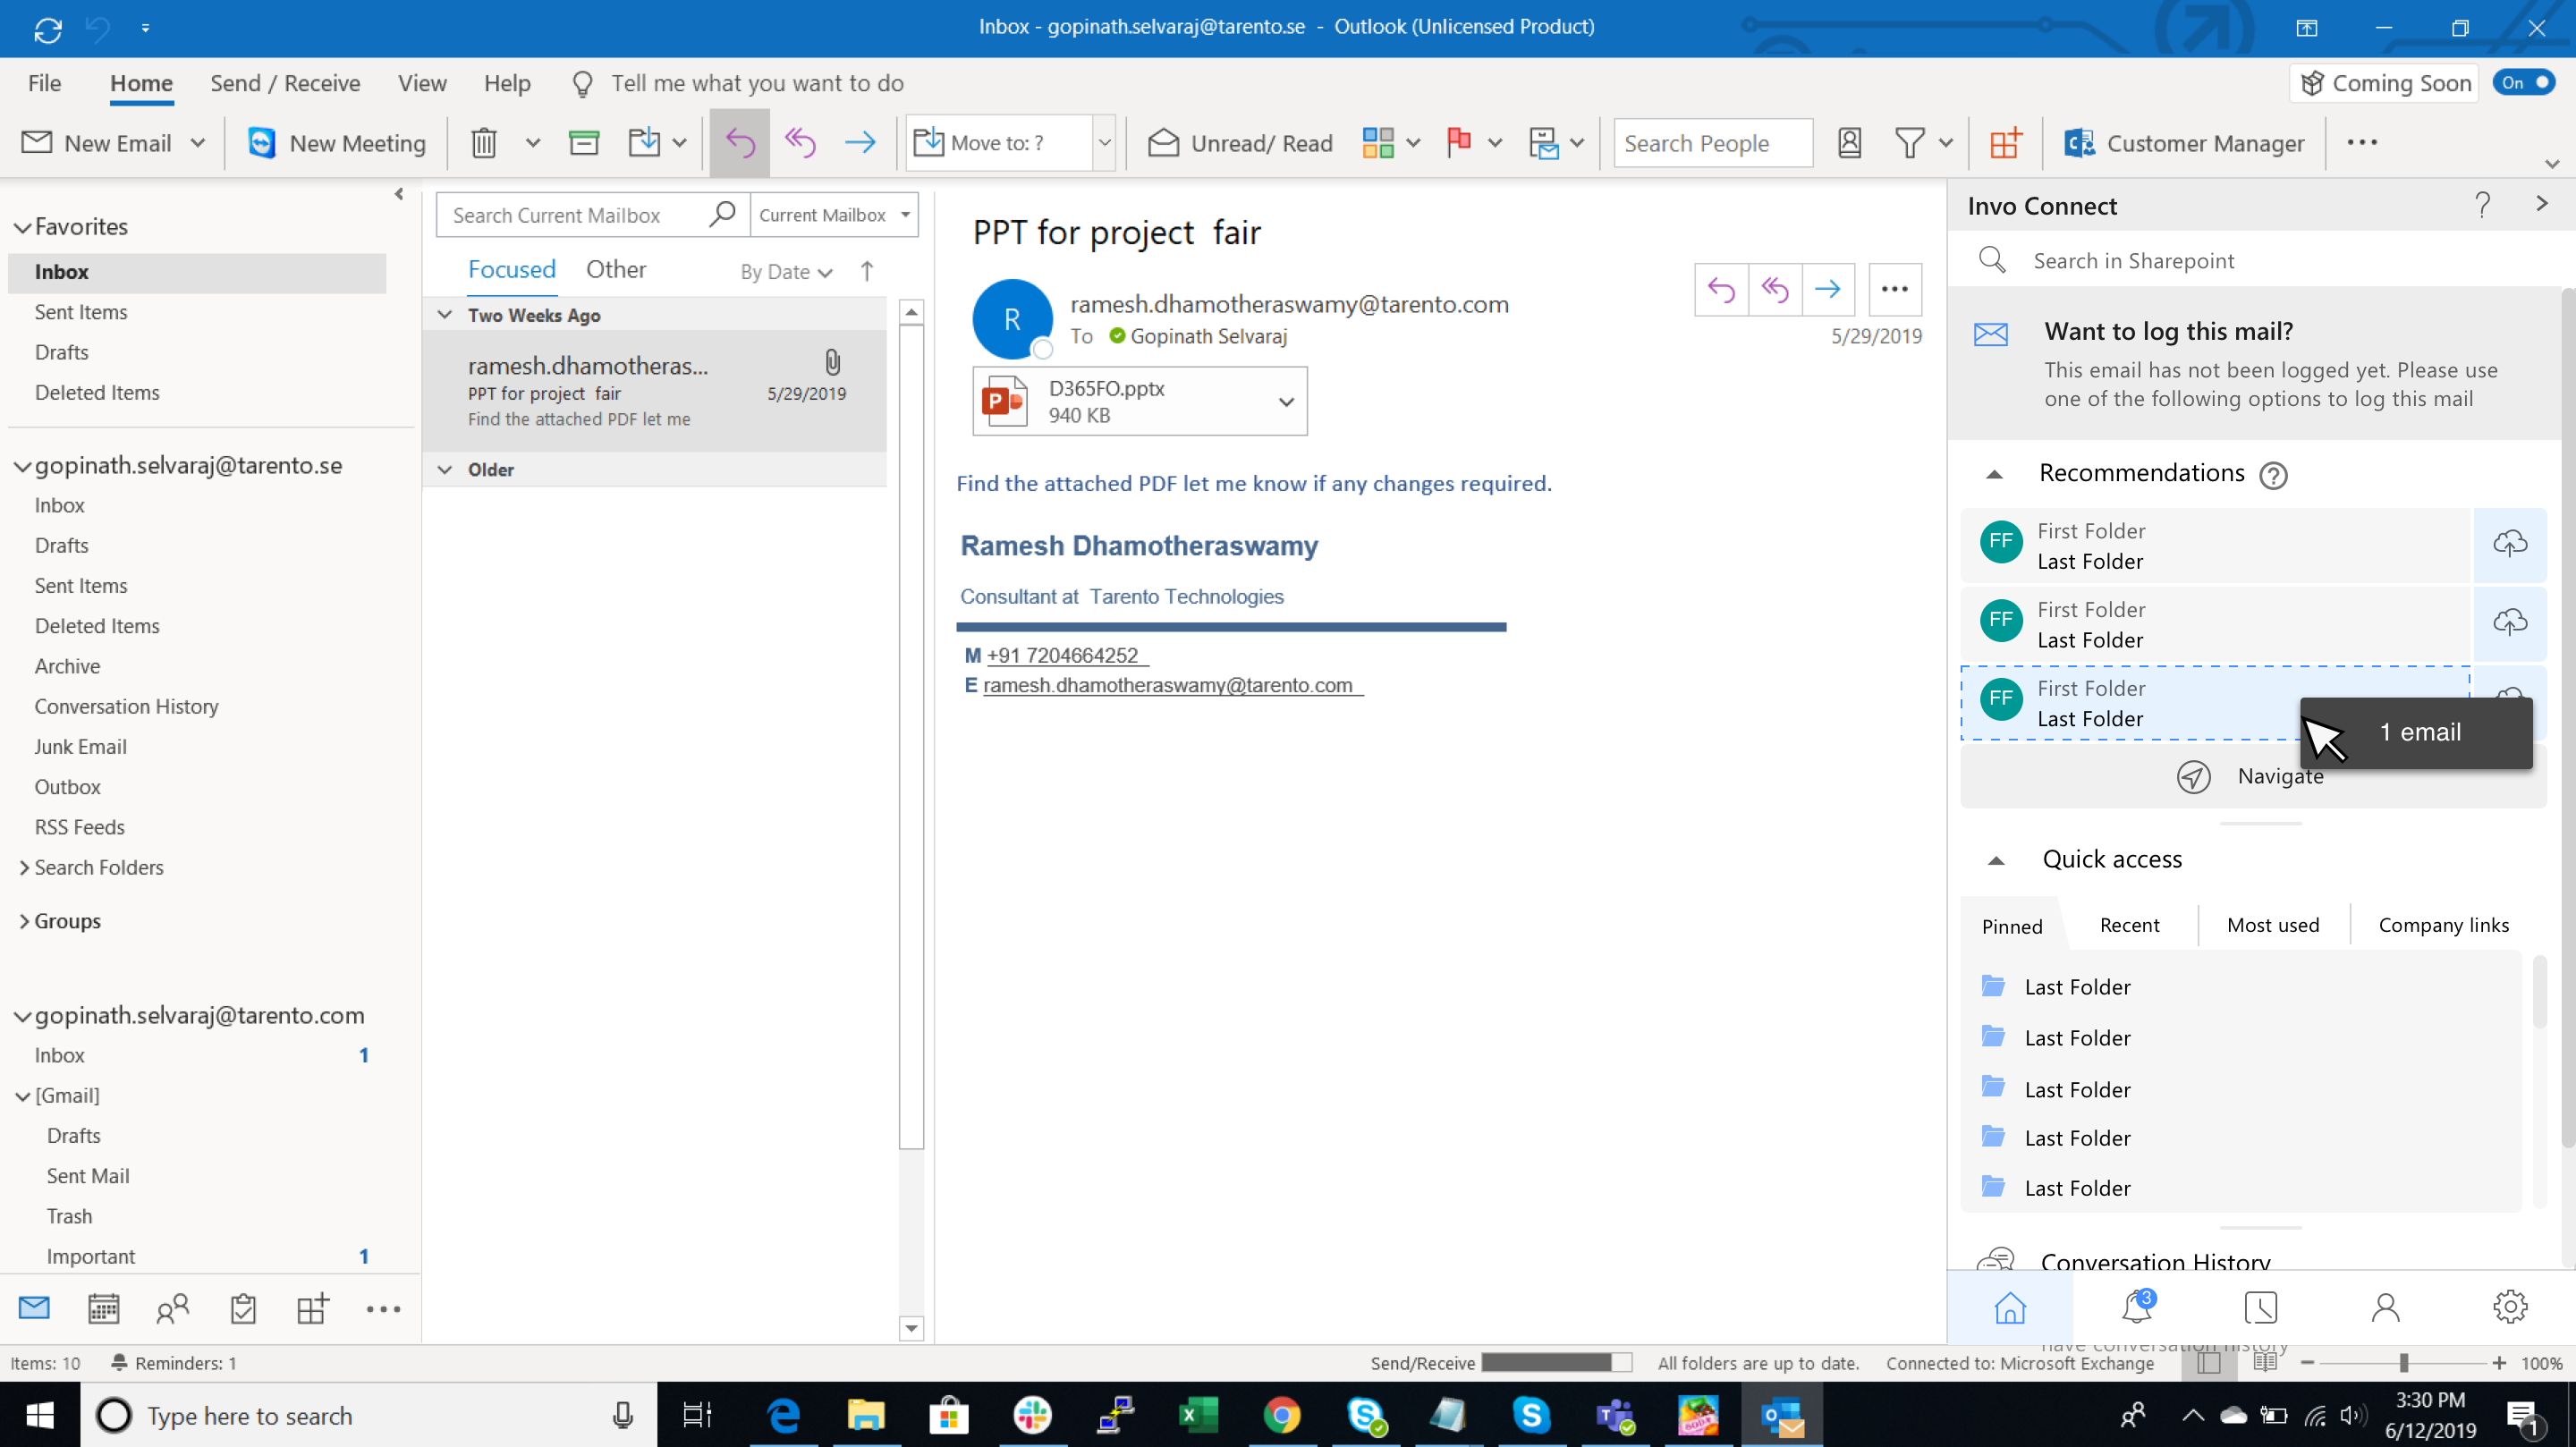 Inbox - gopinath.selvaraj@tarento.se - Outlook (Unlicensed Product)
File Home Send / Receive View Help Tell me what you want to do
Coming Soon On
New Email New Meeting Move to: ? Unread/ Read Search People Customer Manager
Favorites
Inbox
Sent Items
Drafts
Deleted Items
gopinath.selvaraj@tarento.se
Inbox
Drafts
Sent Items
Deleted Items
Archive
Conversation History
Junk Email
Outbox
RSS Feeds
Search Folders
Groups
gopinath.selvaraj@tarento.com
Inbox 1
[Gmail]
Drafts
Sent Mail
Trash
Important 1
Search Current Mailbox Current Mailbox
Focused Other By Date
Two Weeks Ago
ramesh.dhamotheras...
PPT for project fair 5/29/2019
Find the attached PDF let me
Older
PPT for project fair
R
ramesh.dhamotheraswamy@tarento.com
To Gopinath Selvaraj
5/29/2019
D365FO.pptx
940 KB
Find the attached PDF let me know if any changes required.
Ramesh Dhamotheraswamy
Consultant at Tarento Technologies
M +91 7204664252
E ramesh.dhamotheraswamy@tarento.com
Invo Connect ?
Search in Sharepoint
Want to log this mail?
This email has not been logged yet. Please use
one of the following options to log this mail
Recommendations ?
FF First Folder
Last Folder
FF First Folder
Last Folder
FF First Folder
Last Folder
1 email
Navigate
Quick access
Pinned Recent Most used Company links
Last Folder
Last Folder
Last Folder
Last Folder
Last Folder
Conversation History
3
have conversation history
Items: 10 Reminders: 1
Send/Receive All folders are up to date. Connected to: Microsoft Exchange 100%
Type here to search
3:30 PM
6/12/2019
1